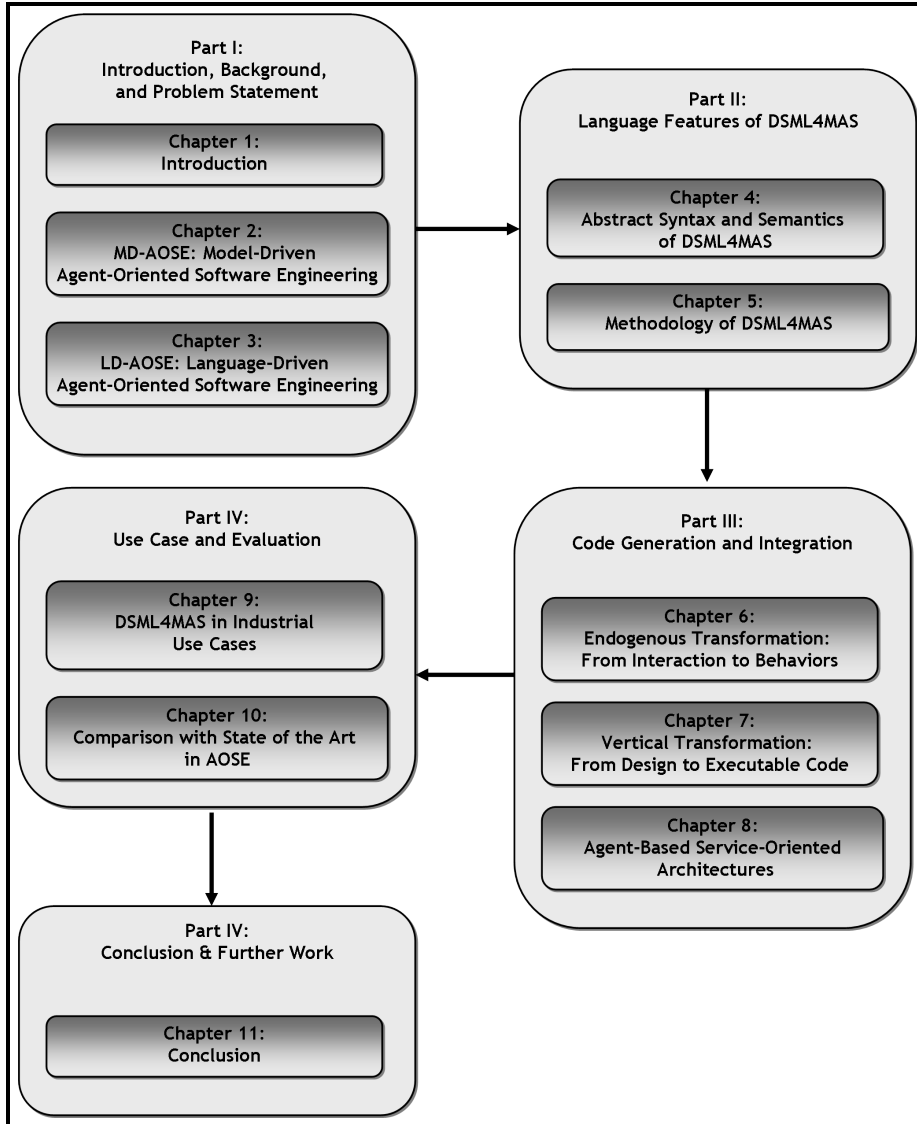 Part I:
Introduction, Background,
and Problem Statement
Chapter 1:
Introduction
Chapter 2:
MD-AOSE: Model-Driven
Agent-Oriented Software Engineering
Chapter 3:
LD-AOSE: Language-Driven
Agent-Oriented Software Engineering
Part II:
Language Features of DSML4MAS
Chapter 4:
Abstract Syntax and Semantics
of DSML4MAS
Chapter 5:
Methodology of DSML4MAS
Part III:
Code Generation and Integration
Chapter 6:
Endogenous Transformation:
From Interaction to Behaviors
Chapter 7:
Vertical Transformation:
From Design to Executable Code
Chapter 8:
Agent-Based Service-Oriented
Architectures
Part IV:
Use Case and Evaluation
Chapter 9:
DSML4MAS in Industrial
Use Cases
Chapter 10:
Comparison with State of the Art
in AOSE
Part IV:
Conclusion & Further Work
Chapter 11:
Conclusion